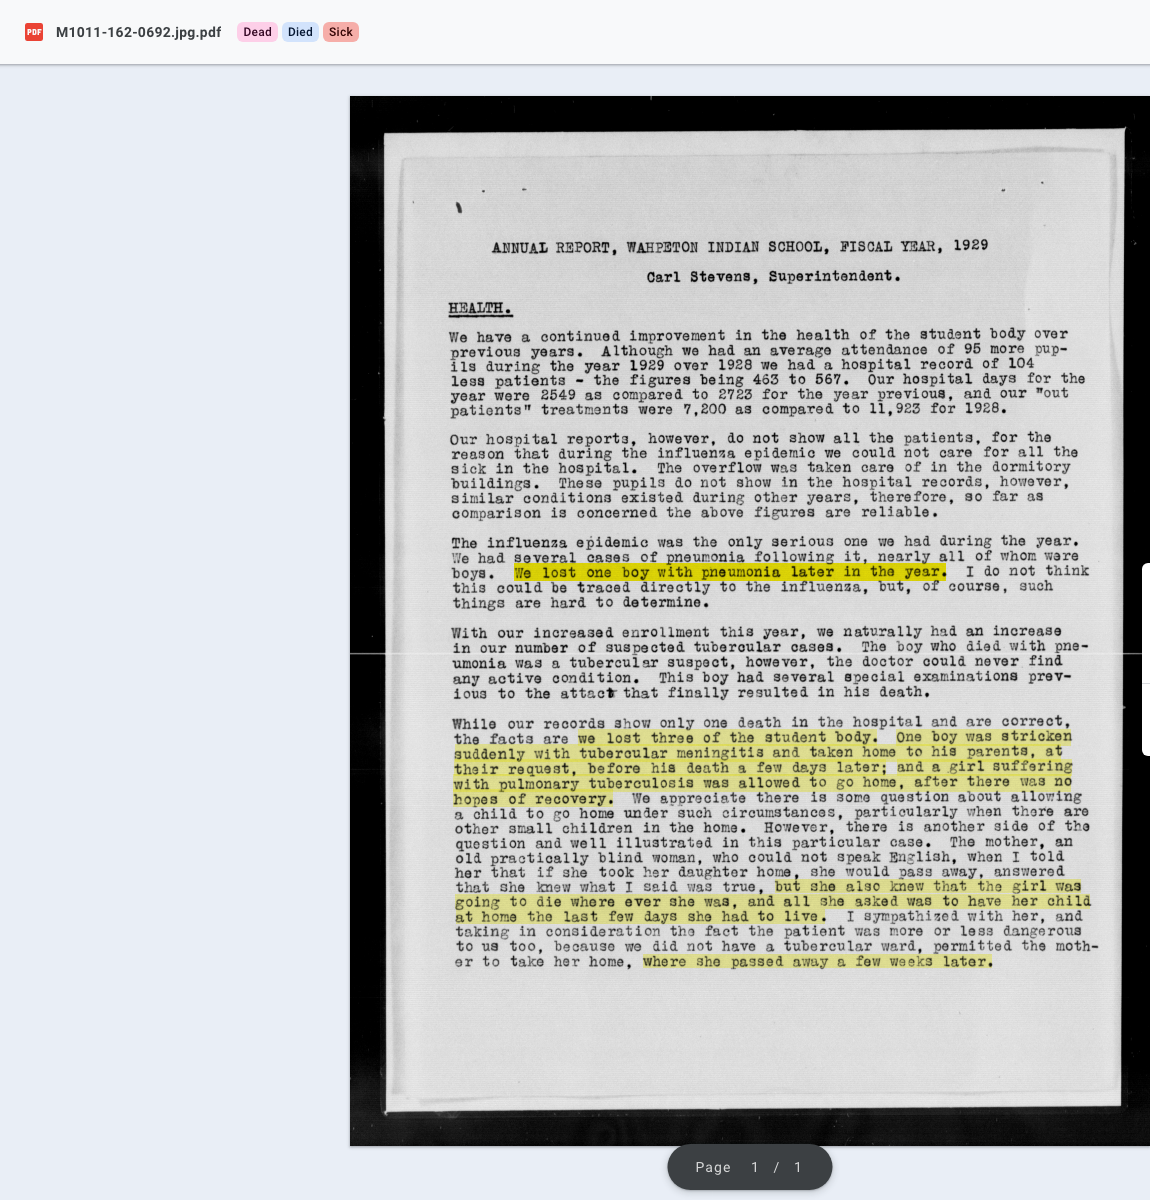 PDF M1011-162-0692.jpg.pdf Dead Died Sick
ANNUAL REPORT, WAHPETON INDIAN SCHOOL, FISCAL YEAR, 1929
Carl Stevens, Superintendent.
HEALTH.
We have a continued improvement in the health of the student body over
previous years. Although we had an average attendance of 95 more pup-
ils during the year 1929 over 1928 we had a hospital record of 104
less patients - the figures being 463 to 567. Our hospital days for the
year were 2549 as compared to 2723 for the year previous, and our "out
patients" treatments were 7,200 as compared to 11,923 for 1928.
Our hospital reports, however, do not show all the patients, for the
reason that during the influenza epidemic we could not care for all the
sick in the hospital. The overflow was taken care of in the dormitory
buildings. These pupils do not show in the hospital records, however,
similar conditions existed during other years, therefore, so far as
comparison is concerned the above figures are reliable.
The influenza epidemic was the only serious one we had during the year.
We had several cases of pneumonia following it, nearly all of whom were
boys. We lost one boy with pneumonia later in the year. I do not think
this could be traced directly to the influenza, but, of course, such
things are hard to determine.
With our increased enrollment this year, we naturally had an increase
in our number of suspected tubercular cases. The boy who died with pne-
umonia was a tubercular suspect, however, the doctor could never find
any active condition. This boy had several special examinations prev-
ious to the attact that finally resulted in his death.
While our records show only one death in the hospital and are correct,
the facts are we lost three of the student body. One boy was stricken
suddenly with tubercular meningitis and taken home to his parents, at
their request, before his death a few days later; and a girl suffering
with pulmonary tuberculosis was allowed to go home, after there was no
hopes of recovery. We appreciate there is some question about allowing
a child to go home under such circumstances, particularly when there are
other small children in the home. However, there is another side of the
question and well illustrated in this particular case. The mother, an
old practically blind woman, who could not speak English, when I told
her that if she took her daughter home, she would pass away, answered
that she knew what I said was true, but she also knew that the girl was
going to die where ever she was, and all she asked was to have her child
at home the last few days she had to live. I sympathized with her, and
taking in consideration the fact the patient was more or less dangerous
to us too, because we did not have a tubercular ward, permitted the moth-
er to take her home, where she passed away a few weeks later.
Page 1 / 1